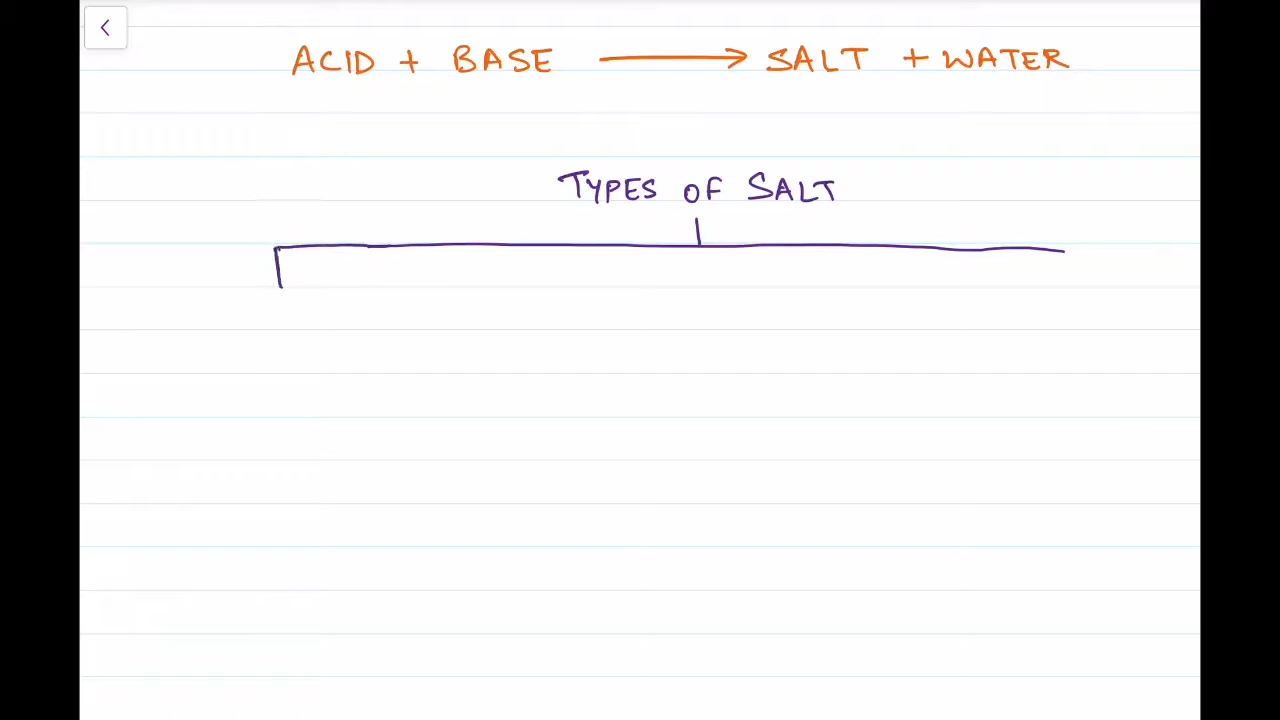 ACID + BASE ⟶ SALT + WATER
TYPES OF SALT